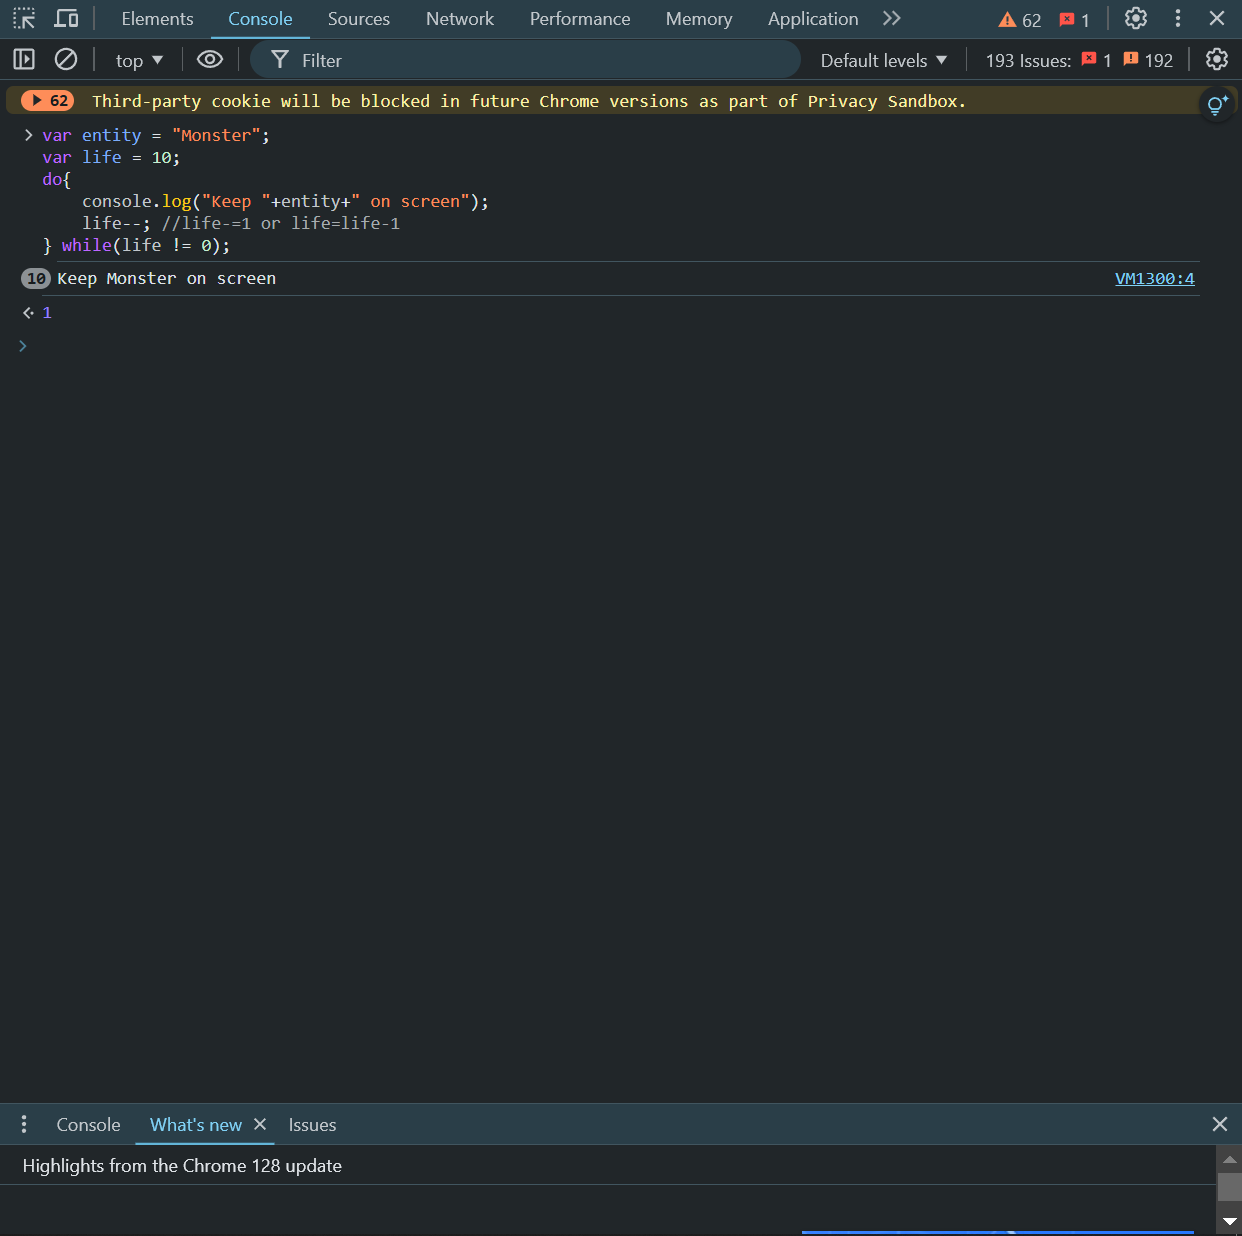 Elements Console Sources Network Performance Memory Application 62 1
top Filter Default levels 193 Issues: 1 192
62 Third-party cookie will be blocked in future Chrome versions as part of Privacy Sandbox.
var entity = "Monster";
var life = 10;
do{
console.log("Keep "+entity+" on screen");
life--; //life-=1 or life=life-1
} while(life != 0);
10 Keep Monster on screen VM1300:4
1
Console What's new Issues
Highlights from the Chrome 128 update